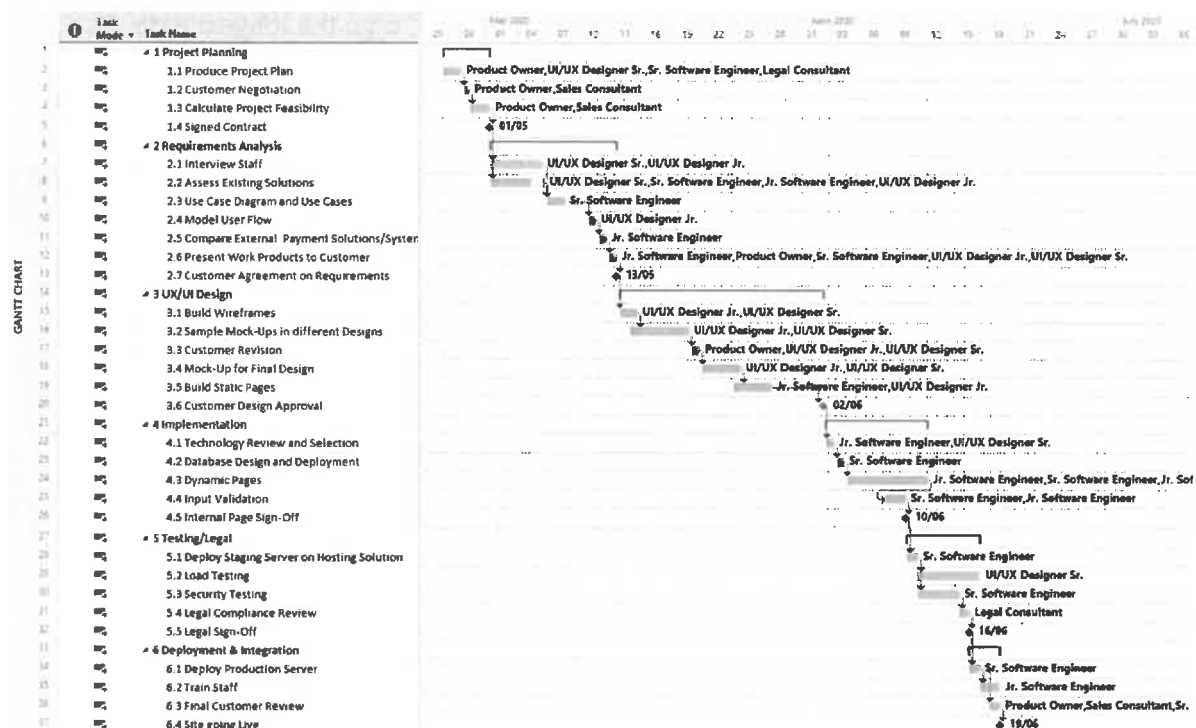 May 2020 June 2020 July 2020
Task Mode Task Name 12 16 19 22 12 24
1 Project Planning
1.1 Produce Project Plan Product Owner,UI/UX Designer Sr.,Sr. Software Engineer,Legal Consultant
1.2 Customer Negotiation Product Owner,Sales Consultant
1.3 Calculate Project Feasibility Product Owner,Sales Consultant
1.4 Signed Contract 01/05
2 Requirements Analysis
2.1 Interview Staff UI/UX Designer Sr.,UI/UX Designer Jr.
2.2 Assess Existing Solutions UI/UX Designer Sr.,Sr. Software Engineer,Jr. Software Engineer,UI/UX Designer Jr.
2.3 Use Case Diagram and Use Cases Sr. Software Engineer
2.4 Model User Flow UI/UX Designer Jr.
2.5 Compare External Payment Solutions/System Jr. Software Engineer
2.6 Present Work Products to Customer Jr. Software Engineer,Product Owner,Sr. Software Engineer,UI/UX Designer Jr.,UI/UX Designer Sr.
2.7 Customer Agreement on Requirements 13/05
3 UX/UI Design
3.1 Build Wireframes UI/UX Designer Jr.,UI/UX Designer Sr.
3.2 Sample Mock-Ups in different Designs UI/UX Designer Jr.,UI/UX Designer Sr.
3.3 Customer Revision Product Owner,UI/UX Designer Jr.,UI/UX Designer Sr.
3.4 Mock-Up for Final Design UI/UX Designer Jr.,UI/UX Designer Sr.
3.5 Build Static Pages Jr. Software Engineer,UI/UX Designer Jr.
3.6 Customer Design Approval 02/06
4 Implementation
4.1 Technology Review and Selection Jr. Software Engineer,UI/UX Designer Sr.
4.2 Database Design and Deployment Sr. Software Engineer
4.3 Dynamic Pages Jr. Software Engineer,Sr. Software Engineer,Jr. Sof
4.4 Input Validation Sr. Software Engineer,Jr. Software Engineer
4.5 Internal Page Sign-Off 10/06
5 Testing/Legal
5.1 Deploy Staging Server on Hosting Solution Sr. Software Engineer
5.2 Load Testing UI/UX Designer Sr.
5.3 Security Testing Sr. Software Engineer
5.4 Legal Compliance Review Legal Consultant
5.5 Legal Sign-Off 16/06
6 Deployment & Integration
6.1 Deploy Production Server Sr. Software Engineer
6.2 Train Staff Jr. Software Engineer
6.3 Final Customer Review Product Owner,Sales Consultant,Sr.
6.4 Site going Live 19/06
GANTT CHART